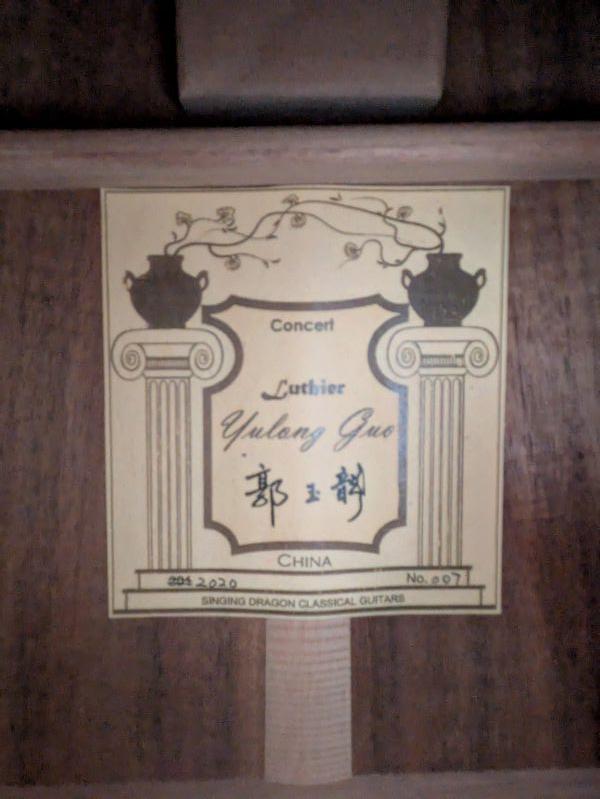 Concert
Luthier
Yulong Guo
郭玉龍
CHINA
2020 No. 007
SINGING DRAGON CLASSICAL GUITARS